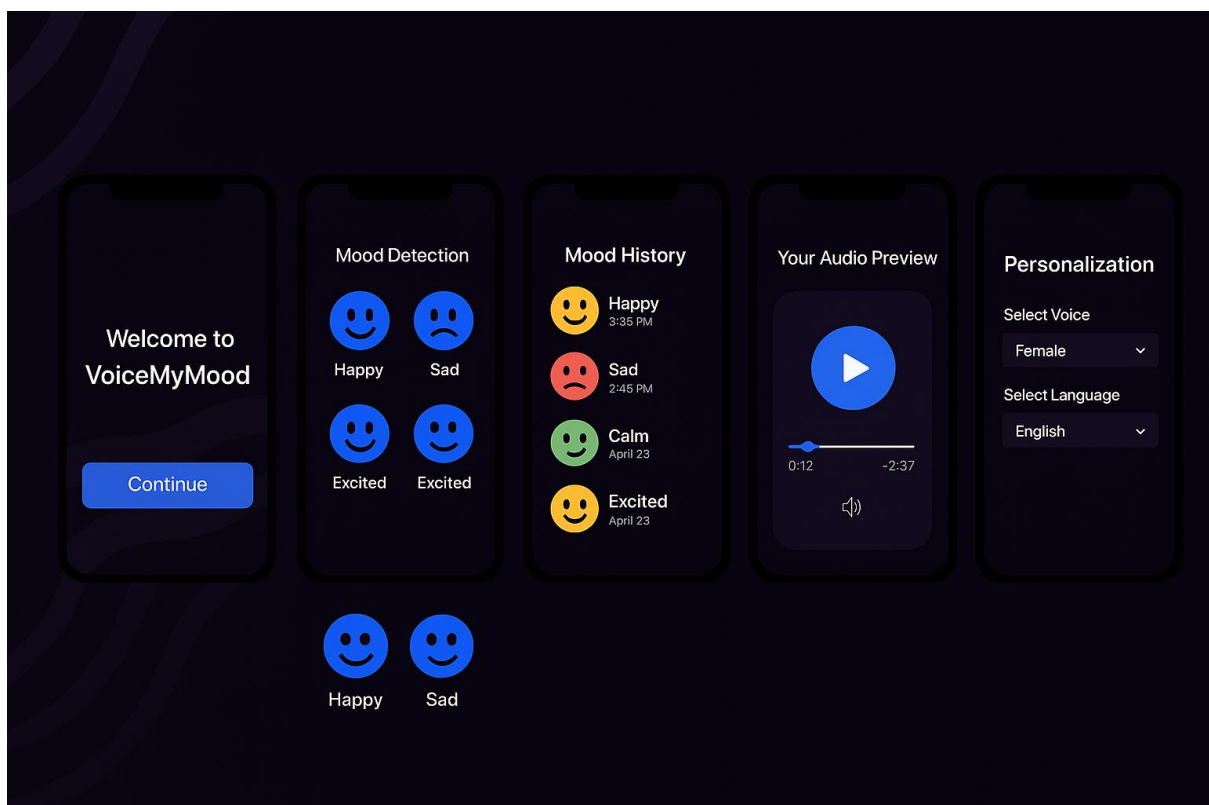 Welcome to
VoiceMyMood
Continue
Mood Detection
Happy Sad
Excited Excited
Mood History
Happy
3:35 PM
Sad
2:45 PM
Calm
April 23
Excited
April 23
Your Audio Preview
0:12 -2:37
Personalization
Select Voice
Female
Select Language
English
Happy Sad